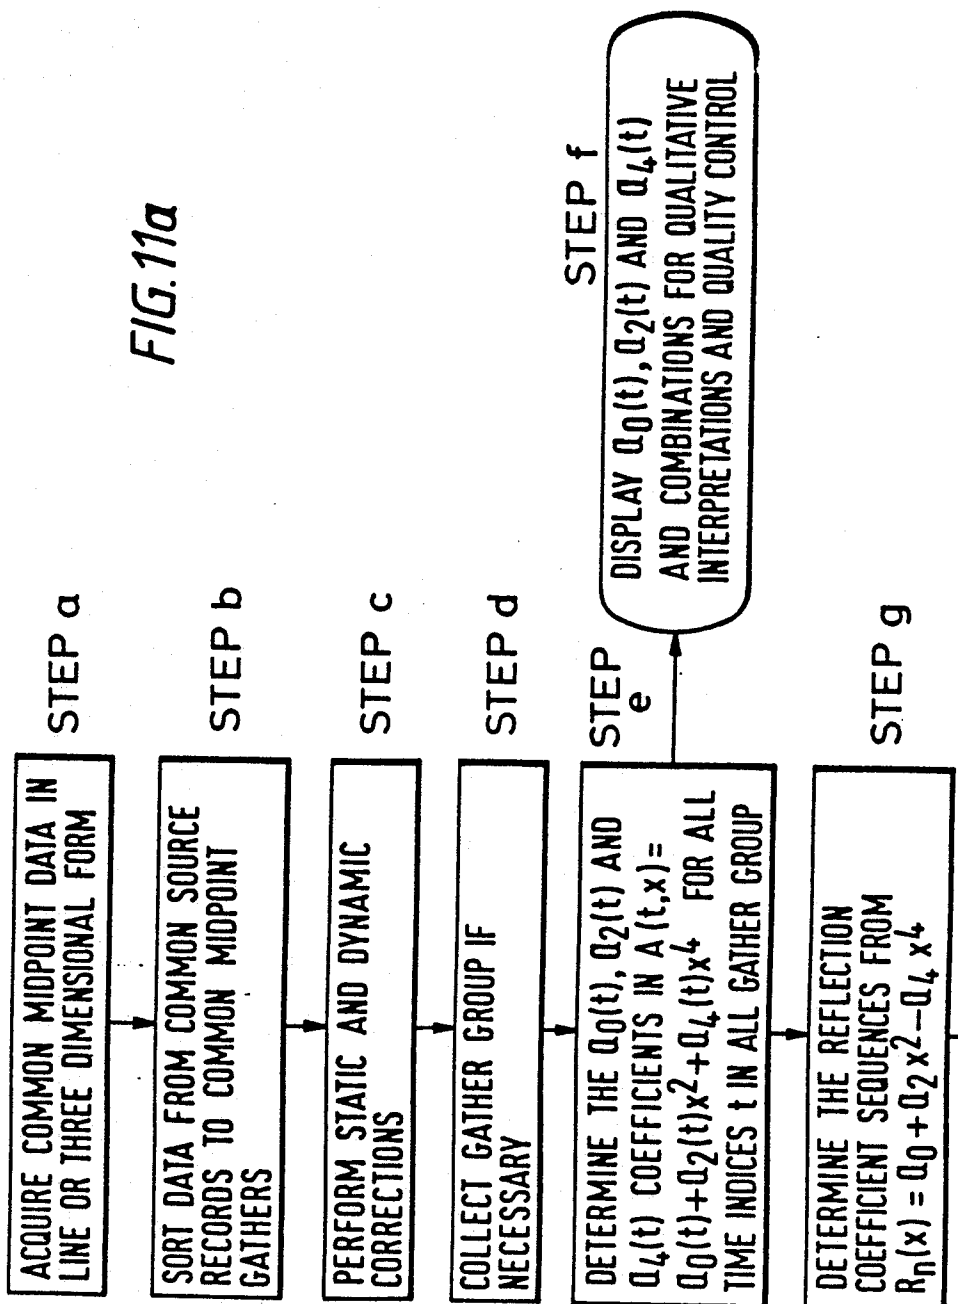 FIG.11a
STEP a
ACQUIRE COMMON MIDPOINT DATA IN
LINE OR THREE DIMENSIONAL FORM
STEP b
SORT DATA FROM COMMON SOURCE
RECORDS TO COMMON MIDPOINT
GATHERS
STEP c
PERFORM STATIC AND DYNAMIC
CORRECTIONS
STEP d
COLLECT GATHER GROUP IF
NECESSARY
STEP
e
DETERMINE THE a₀(t), a₂(t) AND
a₄(t) COEFFICIENTS IN A(t,x)=
a₀(t)+a₂(t)x²+a₄(t)x⁴ FOR ALL
TIME INDICES t IN ALL GATHER GROUP
STEP f
DISPLAY a₀(t), a₂(t) AND a₄(t)
AND COMBINATIONS FOR QUALITATIVE
INTERPRETATIONS AND QUALITY CONTROL
STEP g
DETERMINE THE REFLECTION
COEFFICIENT SEQUENCES FROM
Rₙ(x) = a₀+a₂x²−a₄x⁴